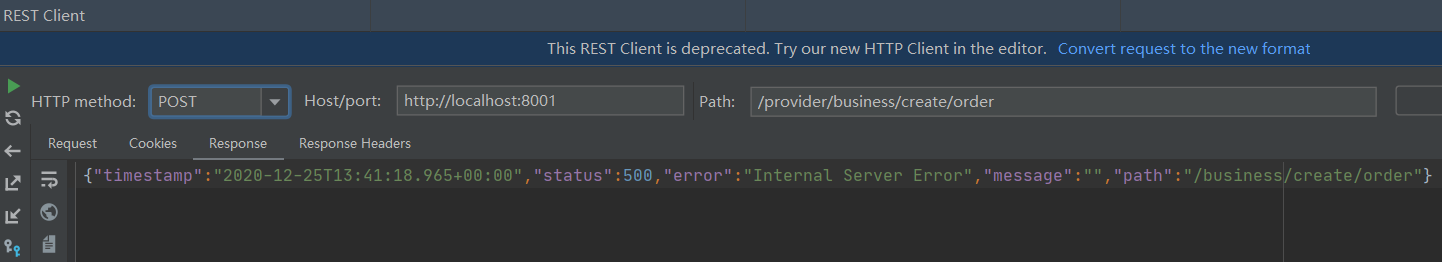 REST Client
This REST Client is deprecated. Try our new HTTP Client in the editor. Convert request to the new format
HTTP method: POST Host/port: http://localhost:8001 Path: /provider/business/create/order
Request Cookies Response Response Headers
{"timestamp":"2020-12-25T13:41:18.965+00:00","status":500,"error":"Internal Server Error","message":"","path":"/business/create/order"}